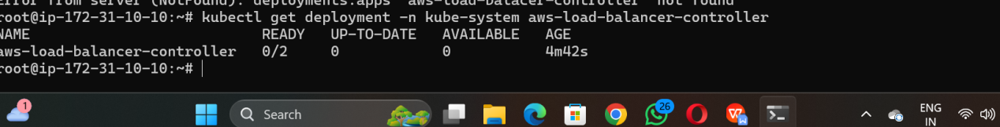 Error from server (NotFound): deployments.apps "aws-load-batacer-controller" not found
root@ip-172-31-10-10:~# kubectl get deployment -n kube-system aws-load-balancer-controller
NAME READY UP-TO-DATE AVAILABLE AGE
aws-load-balancer-controller 0/2 0 0 4m42s
root@ip-172-31-10-10:~#
1
Search
26
W
ENG
IN